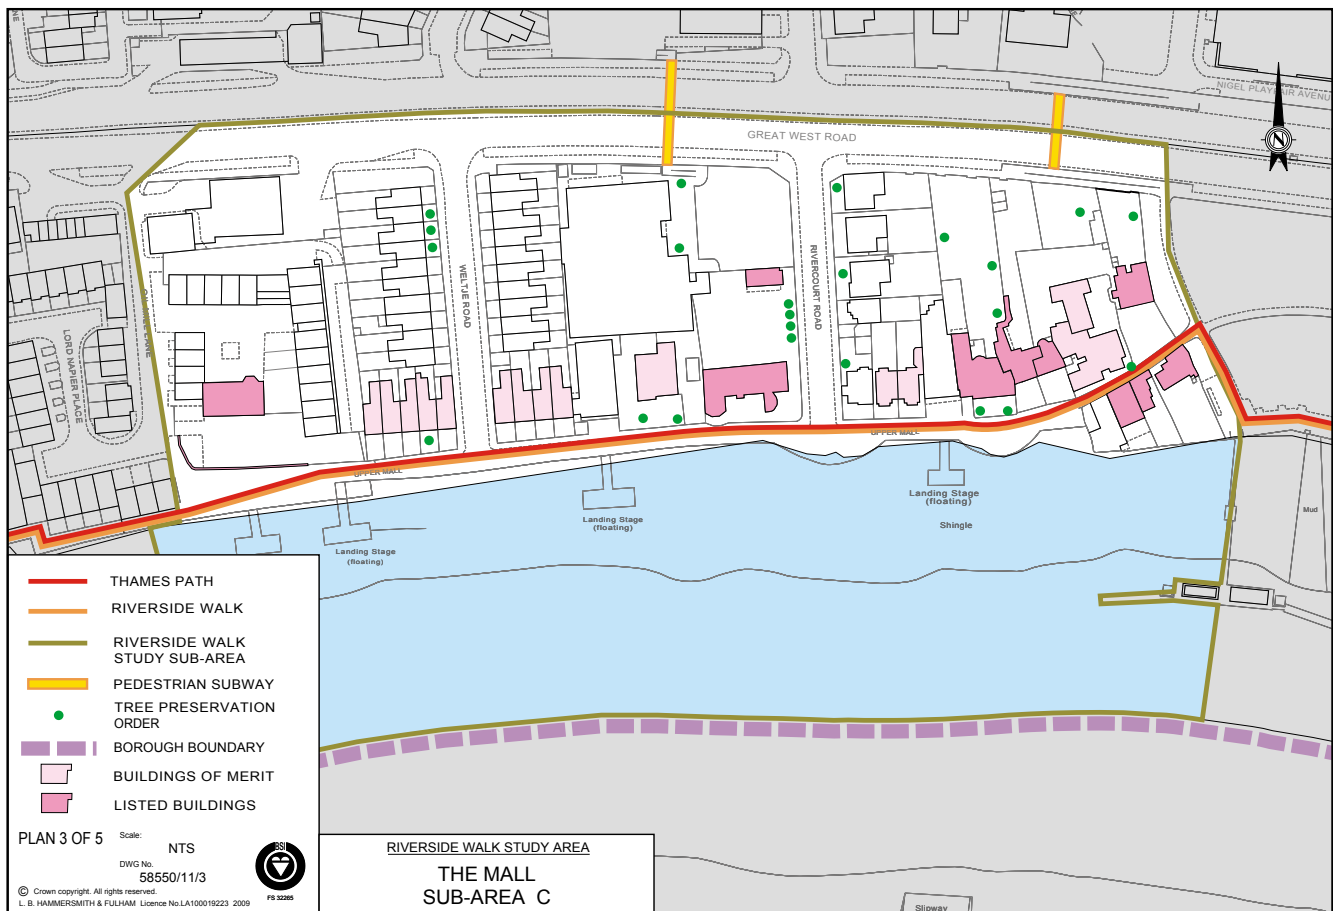 NIGEL PLAYFAIR AVENUE
N
GREAT WEST ROAD
WELTJE ROAD
RIVERCOURT ROAD
LORD NAPIER PLACE
UPPER MALL
UPPER MALL
Landing Stage
(floating)
Landing Stage
(floating)
Landing Stage
(floating)
Shingle
Mud
THAMES PATH
RIVERSIDE WALK
RIVERSIDE WALK
STUDY SUB-AREA
PEDESTRIAN SUBWAY
TREE PRESERVATION
ORDER
BOROUGH BOUNDARY
BUILDINGS OF MERIT
LISTED BUILDINGS
PLAN 3 OF 5
Scale:
NTS
DWG No.
58550/11/3
BSI
FS 32265
© Crown copyright. All rights reserved.
L. B. HAMMERSMITH & FULHAM Licence No.LA100019223 2009
RIVERSIDE WALK STUDY AREA
THE MALL
SUB-AREA C
Slipway